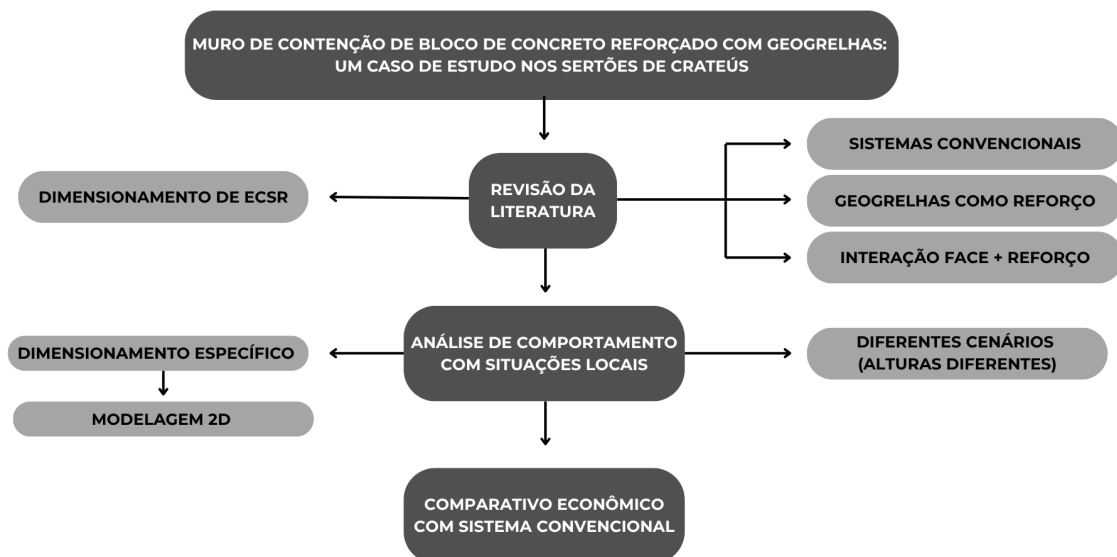 MURO DE CONTENÇÃO DE BLOCO DE CONCRETO REFORÇADO COM GEOGRELHAS:
UM CASO DE ESTUDO NOS SERTÕES DE CRATEÚS
SISTEMAS CONVENCIONAIS
DIMENSIONAMENTO DE ECSR
REVISÃO DA
LITERATURA
GEOGRELHAS COMO REFORÇO
INTERAÇÃO FACE + REFORÇO
DIMENSIONAMENTO ESPECÍFICO
MODELAGEM 2D
ANÁLISE DE COMPORTAMENTO
COM SITUAÇÕES LOCAIS
DIFERENTES CENÁRIOS
(ALTURAS DIFERENTES)
COMPARATIVO ECONÔMICO
COM SISTEMA CONVENCIONAL